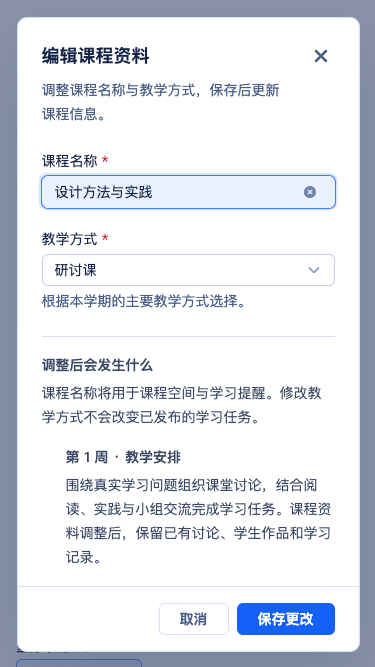 编辑课程资料
调整课程名称与教学方式，保存后更新
课程信息。
课程名称 *
设计方法与实践
教学方式 *
研讨课
根据本学期的主要教学方式选择。
调整后会发生什么
课程名称将用于课程空间与学习提醒。修改教
学方式不会改变已发布的学习任务。
第 1 周 · 教学安排
围绕真实学习问题组织课堂讨论，结合阅
读、实践与小组交流完成学习任务。课程资
料调整后，保留已有讨论、学生作品和学习
记录。
取消
保存更改